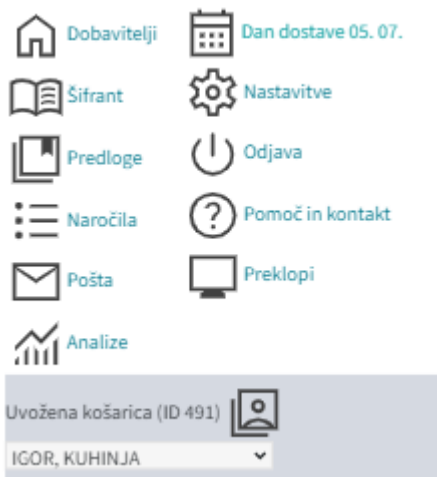 Dobavitelji
Dan dostave 05. 07.
Šifrant
Nastavitve
Predloge
Odjava
Naročila
Pomoč in kontakt
Pošta
Preklopi
Analize
Uvožena košarica (ID 491)
IGOR, KUHINJA